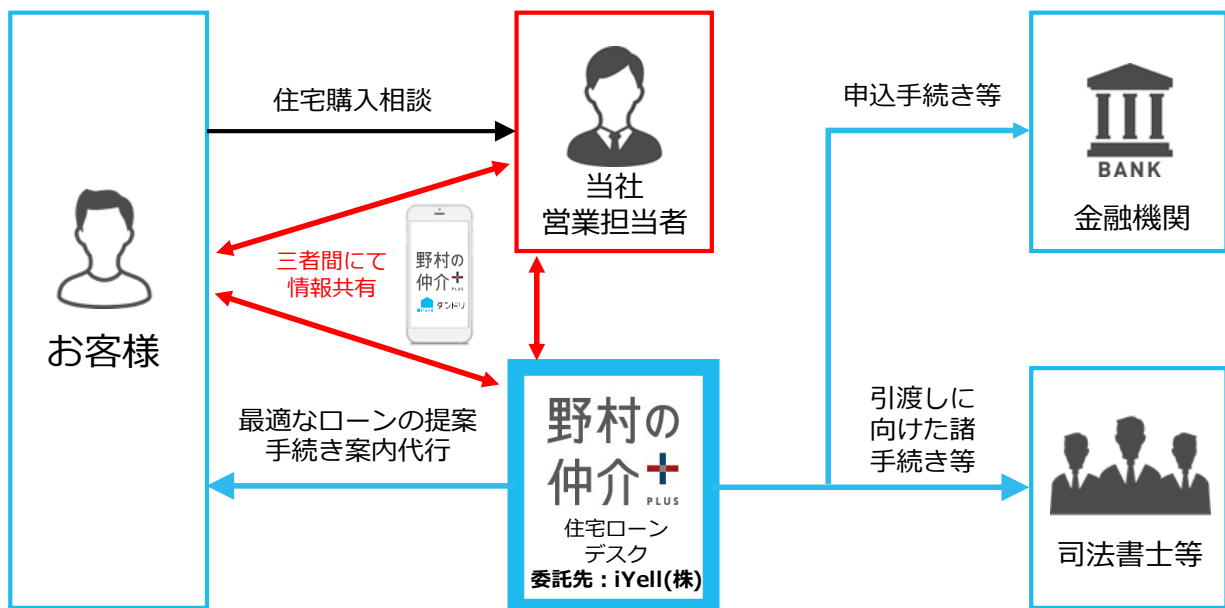 住宅購入相談
当社
営業担当者
申込手続き等
BANK
金融機関
お客様
三者間にて
情報共有
野村の
仲介+
PLUS
ダンドリ
最適なローンの提案
手続き案内代行
野村の
仲介+
PLUS
住宅ローン
デスク
委託先:iYell(株)
引渡しに
向けた諸
手続き等
司法書士等